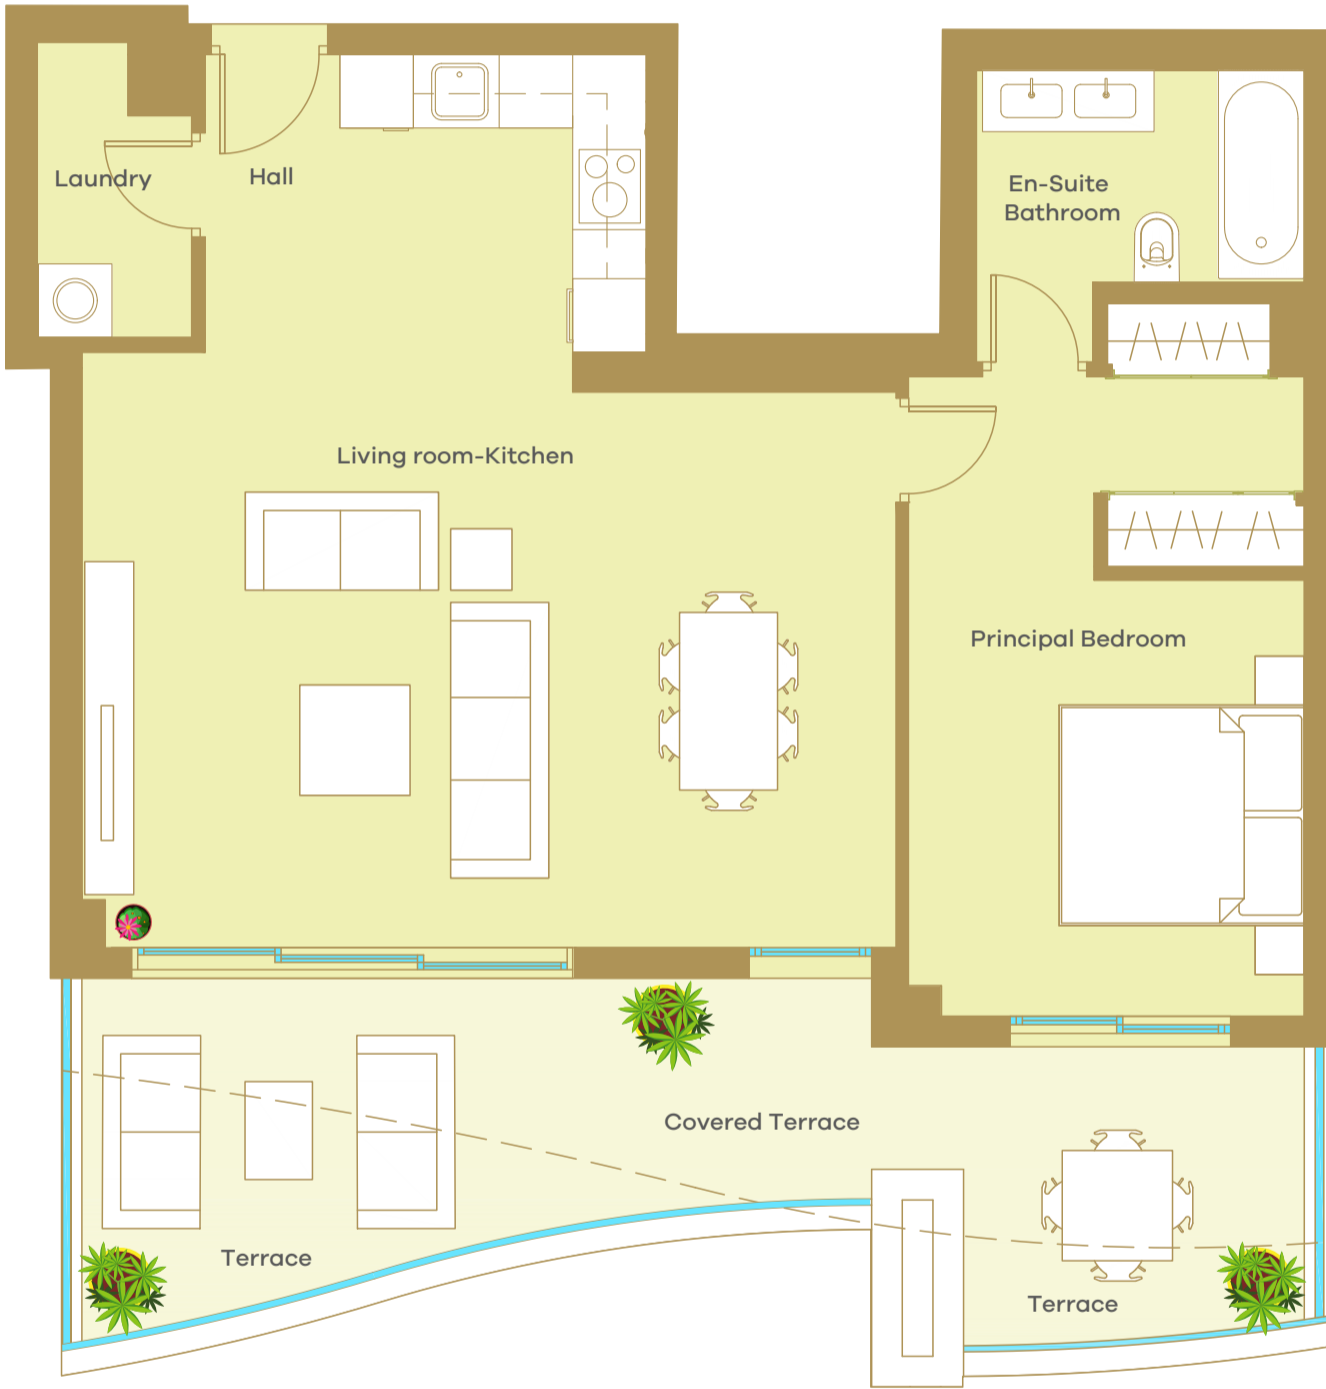 Laundry
Hall
En-Suite
Bathroom
Living room-Kitchen
Principal Bedroom
Covered Terrace
Terrace
Terrace